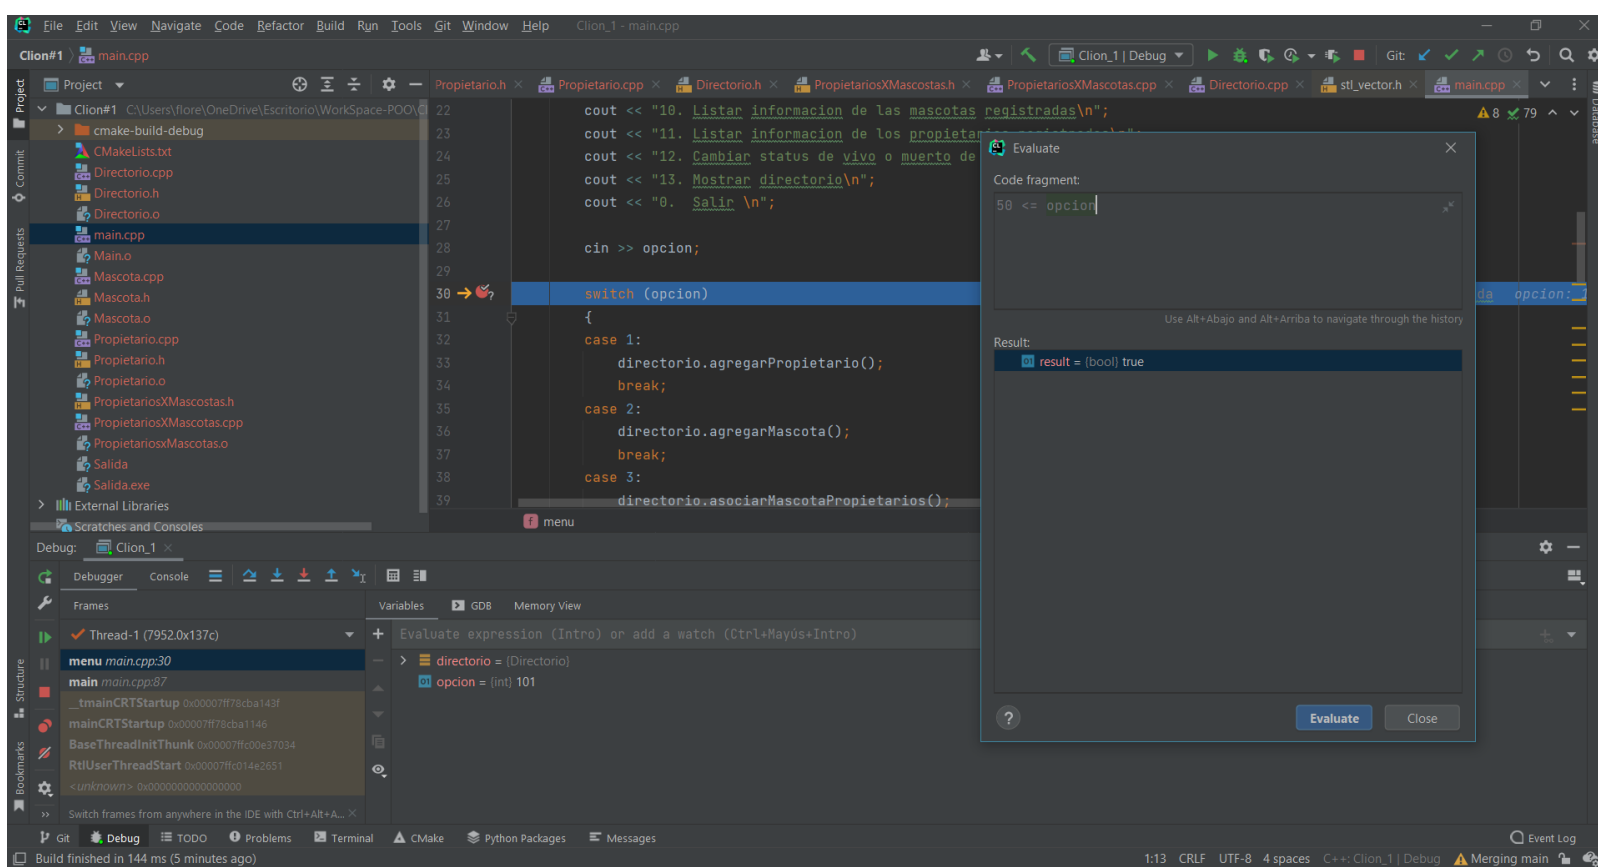 File Edit View Navigate Code Refactor Build Run Tools Git Window Help Clion_1 - main.cpp
Clion#1 main.cpp
Clion_1 | Debug Git:
Project
Propietario.h Propietario.cpp Directorio.h PropietariosXMascostas.h PropietariosXMascotas.cpp Directorio.cpp stl_vector.h main.cpp
Clion#1 C:\Users\flore\OneDrive\Escritorio\WorkSpace-POO\Cl
cmake-build-debug
CMakeLists.txt
Directorio.cpp
Directorio.h
Directorio.o
main.cpp
Main.o
Mascota.cpp
Mascota.h
Mascota.o
Propietario.cpp
Propietario.h
Propietario.o
PropietariosXMascostas.h
PropietariosXMascotas.cpp
PropietariosxMascotas.o
Salida
Salida.exe
External Libraries
Scratches and Consoles
Project
Commit
Pull Requests
Structure
Bookmarks
Database
8 79
22 cout << "10. Listar informacion de las mascotas registradas\n";
23 cout << "11. Listar informacion de los propietarios registrados\n";
24 cout << "12. Cambiar status de vivo o muerto de
25 cout << "13. Mostrar directorio\n";
26 cout << "0. Salir \n";
27
28 cin >> opcion;
29
30 switch (opcion) opcion: 1
31 {
32 case 1:
33 directorio.agregarPropietario();
34 break;
35 case 2:
36 directorio.agregarMascota();
37 break;
38 case 3:
39 directorio.asociarMascotaPropietarios();
menu
Evaluate
Code fragment:
50 <= opcion
Use Alt+Abajo and Alt+Arriba to navigate through the history
Result:
result = {bool} true
Evaluate Close
Debug: Clion_1
Debugger Console
Frames
Variables GDB Memory View
Thread-1 (7952.0x137c)
Evaluate expression (Intro) or add a watch (Ctrl+Mayús+Intro)
menu main.cpp:30
main main.cpp:87
__tmainCRTStartup 0x00007ff78cba143f
mainCRTStartup 0x00007ff78cba1146
BaseThreadInitThunk 0x00007ffc00e37034
RtlUserThreadStart 0x00007ffc014e2651
<unknown> 0x0000000000000000
Switch frames from anywhere in the IDE with Ctrl+Alt+A...
directorio = {Directorio}
opcion = {int} 101
Git Debug TODO Problems Terminal CMake Python Packages Messages Event Log
Build finished in 144 ms (5 minutes ago) 1:13 CRLF UTF-8 4 spaces C++: Clion_1 | Debug Merging main